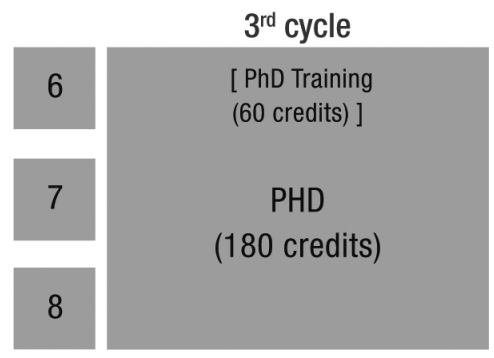 3rd cycle
6
[ PhD Training
(60 credits) ]
7
PHD
(180 credits)
8